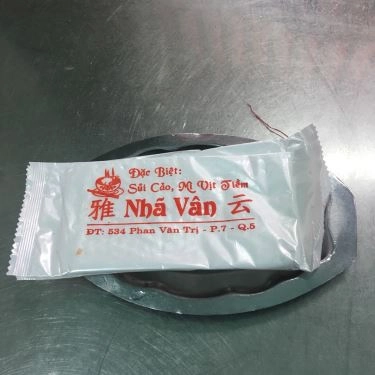 Đặc Biệt:
Sủi Cảo, Mì Vịt Tiềm
雅 Nhã Vân 云
ĐT: 534 Phan Văn Trị - P.7 - Q.5